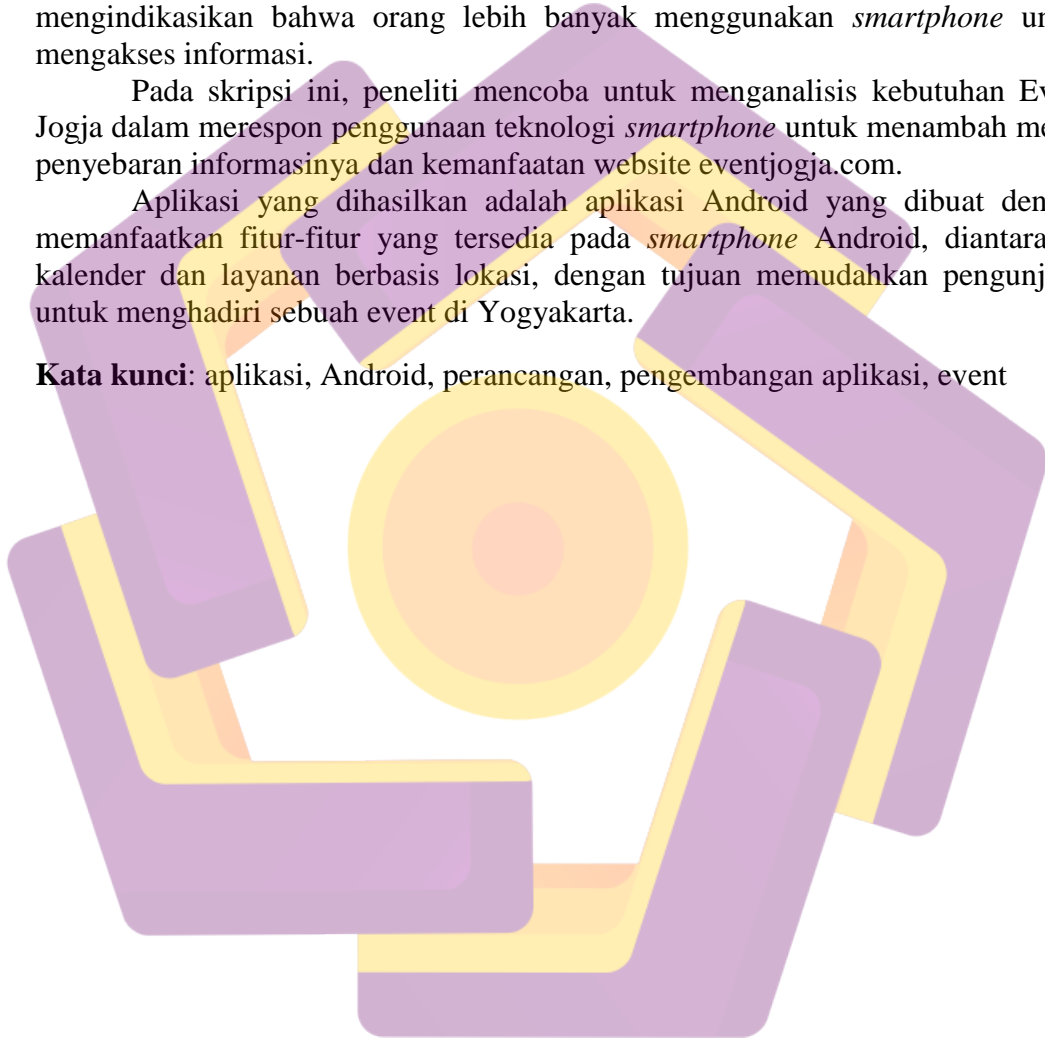 mengindikasikan bahwa orang lebih banyak menggunakan smartphone un
mengakses informasi.
Pada skripsi ini, peneliti mencoba untuk menganalisis kebutuhan Ev
Jogja dalam merespon penggunaan teknologi smartphone untuk menambah me
penyebaran informasinya dan kemanfaatan website eventjogja.com.
Aplikasi yang dihasilkan adalah aplikasi Android yang dibuat den
memanfaatkan fitur-fitur yang tersedia pada smartphone Android, diantara
kalender dan layanan berbasis lokasi, dengan tujuan memudahkan pengunj
untuk menghadiri sebuah event di Yogyakarta.
Kata kunci: aplikasi, Android, perancangan, pengembangan aplikasi, event